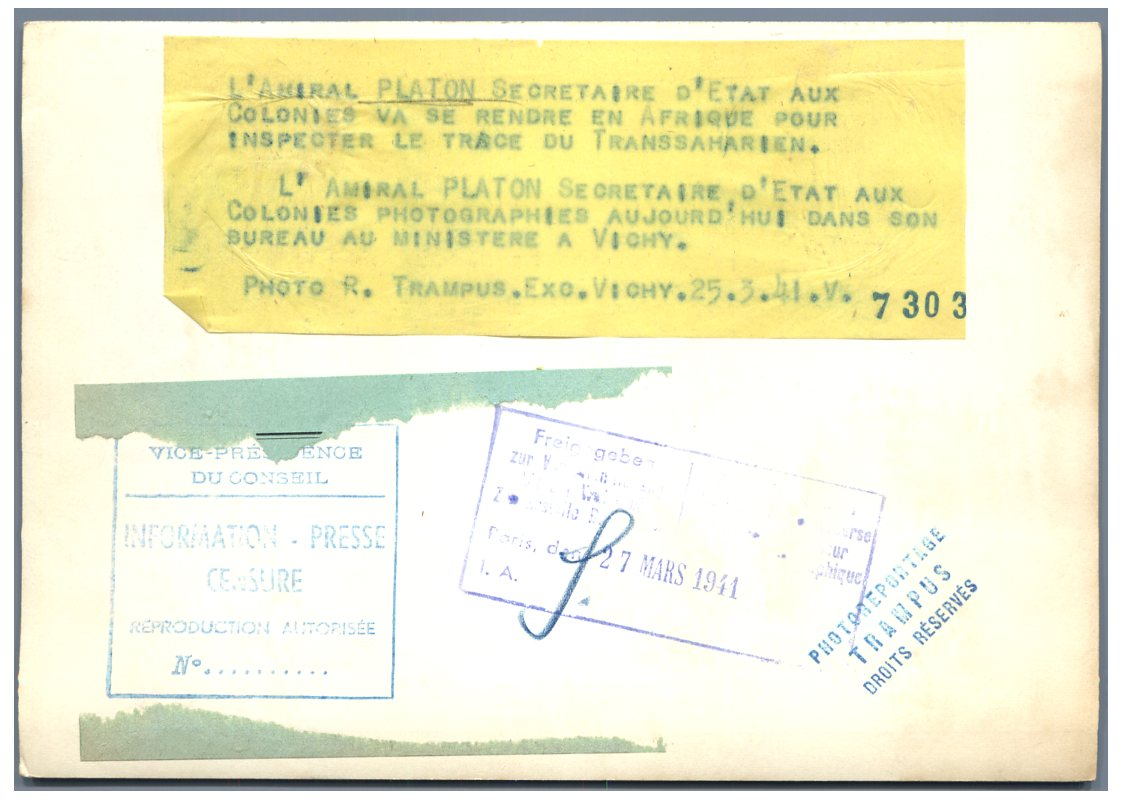 L'AMIRAL PLATON SECRETAIRE D'ETAT AUX
COLONIES VA SE RENDRE EN AFRIQUE POUR
INSPECTER LE TRACE DU TRANSSAHARIEN.
L' AMIRAL PLATON SECRETAIRE D'ETAT AUX
COLONIES PHOTOGRAPHIES AUJOURD'HUI DANS SON
BUREAU AU MINISTERE A VICHY.
PHOTO R. TRAMPUS.EXC.VICHY.25.3.41.V.
7303
VICE-PRÉSIDENCE
DU CONSEIL
INFORMATION - PRESSE
CENSURE
REPRODUCTION AUTORISÉE
N°..........
Freigegeben
zur
Paris, den 27 MARS 1941
I. A.
PHOTOREPORTAGE
TRAMPUS
DROITS RÉSERVÉS